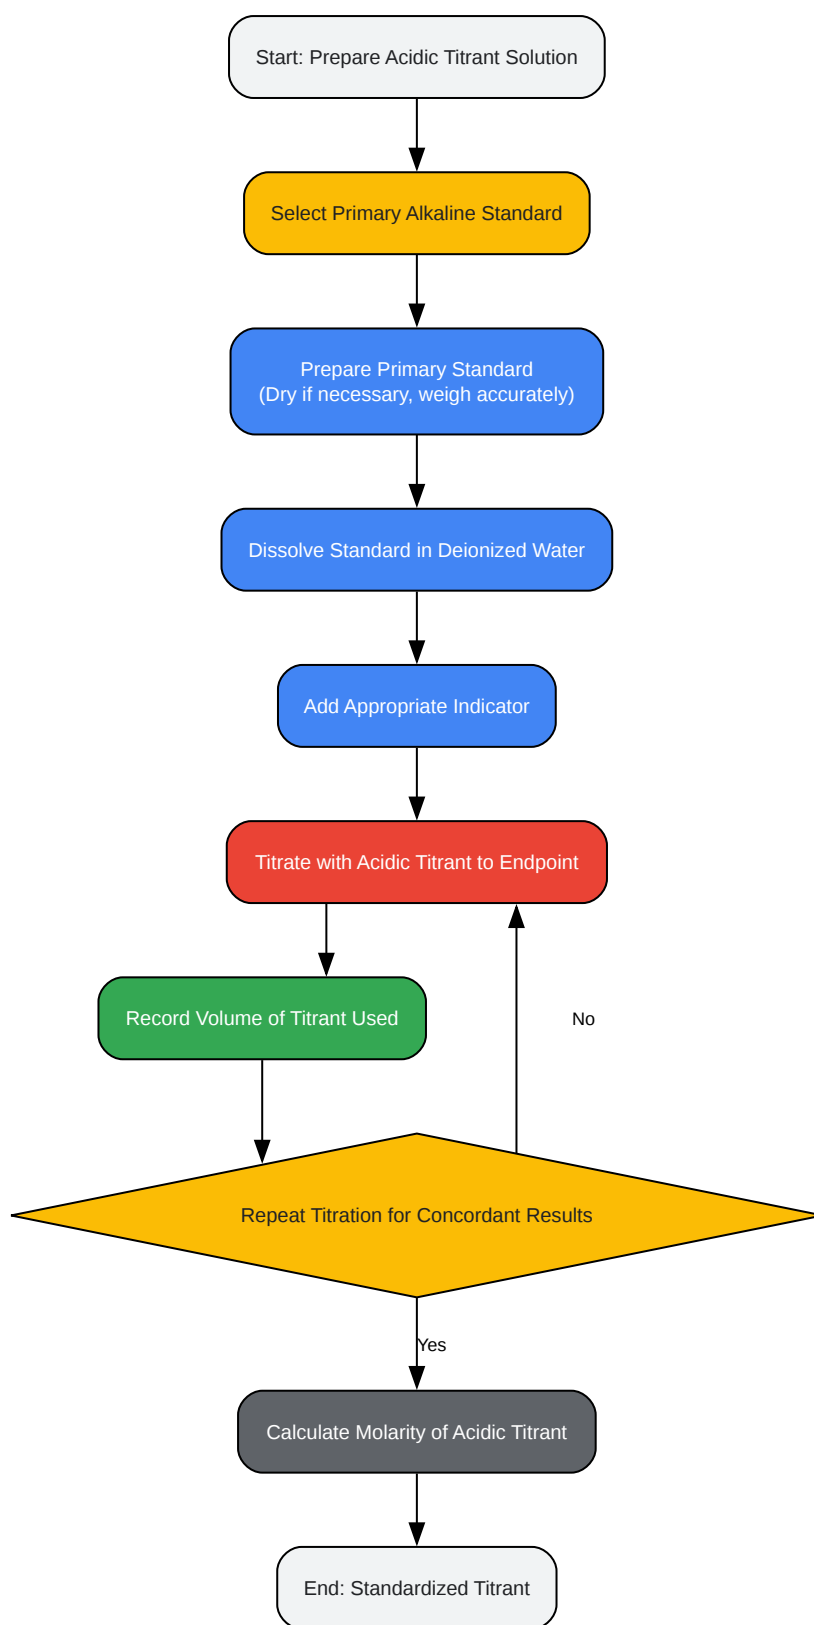 Start: Prepare Acidic Titrant Solution
Select Primary Alkaline Standard
Prepare Primary Standard
(Dry if necessary, weigh accurately)
Dissolve Standard in Deionized Water
Add Appropriate Indicator
Titrate with Acidic Titrant to Endpoint
Record Volume of Titrant Used
No
Repeat Titration for Concordant Results
Yes
Calculate Molarity of Acidic Titrant
End: Standardized Titrant